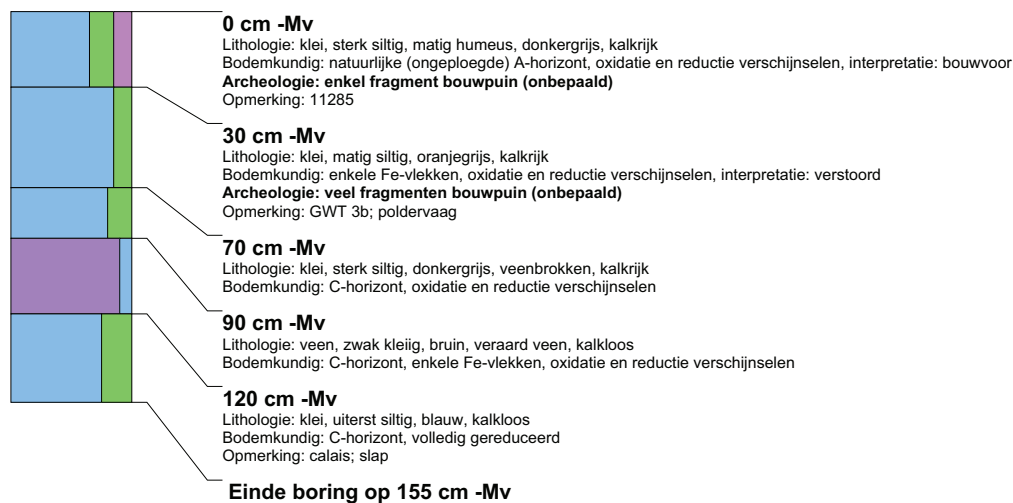 0 cm -Mv
Lithologie: klei, sterk siltig, matig humeus, donkergrijs, kalkrijk
Bodemkundig: natuurlijke (ongeploegde) A-horizont, oxidatie en reductie verschijnselen, interpretatie: bouwvoor
Archeologie: enkel fragment bouwpuin (onbepaald)
Opmerking: 11285
30 cm -Mv
Lithologie: klei, matig siltig, oranjegrijs, kalkrijk
Bodemkundig: enkele Fe-vlekken, oxidatie en reductie verschijnselen, interpretatie: verstoord
Archeologie: veel fragmenten bouwpuin (onbepaald)
Opmerking: GWT 3b; poldervaag
70 cm -Mv
Lithologie: klei, sterk siltig, donkergrijs, veenbrokken, kalkrijk
Bodemkundig: C-horizont, oxidatie en reductie verschijnselen
90 cm -Mv
Lithologie: veen, zwak kleiig, bruin, veraard veen, kalkloos
Bodemkundig: C-horizont, enkele Fe-vlekken, oxidatie en reductie verschijnselen
120 cm -Mv
Lithologie: klei, uiterst siltig, blauw, kalkloos
Bodemkundig: C-horizont, volledig gereduceerd
Opmerking: calais; slap
Einde boring op 155 cm -Mv